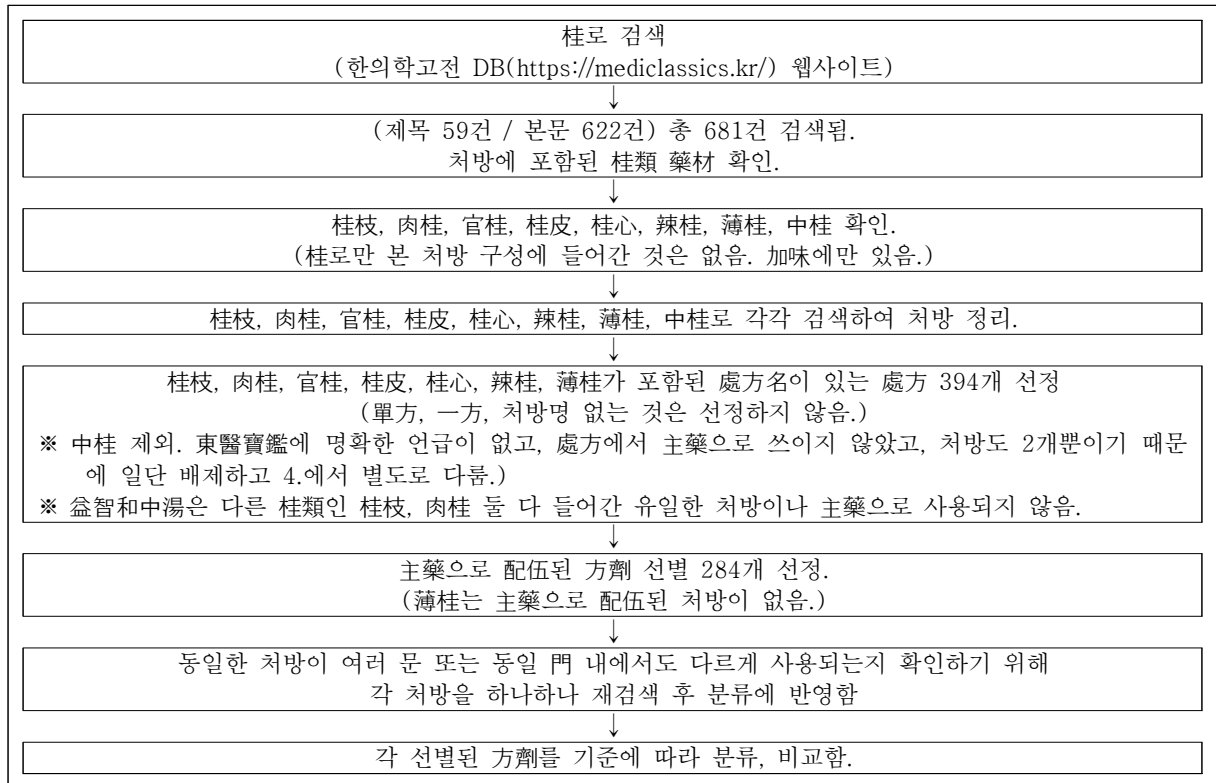 桂로 검색
(한의학고전 DB(https://mediclassics.kr/) 웹사이트)
↓
(제목 59건 / 본문 622건) 총 681건 검색됨.
처방에 포함된 桂類 藥材 확인.
↓
桂枝, 肉桂, 官桂, 桂皮, 桂心, 辣桂, 薄桂, 中桂 확인.
(桂로만 본 처방 구성에 들어간 것은 없음. 加味에만 있음.)
↓
桂枝, 肉桂, 官桂, 桂皮, 桂心, 辣桂, 薄桂, 中桂로 각각 검색하여 처방 정리.
↓
桂枝, 肉桂, 官桂, 桂皮, 桂心, 辣桂, 薄桂가 포함된 處方名이 있는 處方 394개 선정
(單方, 一方, 처방명 없는 것은 선정하지 않음.)
※ 中桂 제외. 東醫寶鑑에 명확한 언급이 없고, 處方에서 主藥으로 쓰이지 않았고, 처방도 2개뿐이기 때문
에 일단 배제하고 4.에서 별도로 다룸.)
※ 益智和中湯은 다른 桂類인 桂枝, 肉桂 둘 다 들어간 유일한 처방이나 主藥으로 사용되지 않음.
↓
主藥으로 配伍된 方劑 선별 284개 선정.
(薄桂는 主藥으로 配伍된 처방이 없음.)
↓
동일한 처방이 여러 문 또는 동일 門 내에서도 다르게 사용되는지 확인하기 위해
각 처방을 하나하나 재검색 후 분류에 반영함
↓
각 선별된 方劑를 기준에 따라 분류, 비교함.